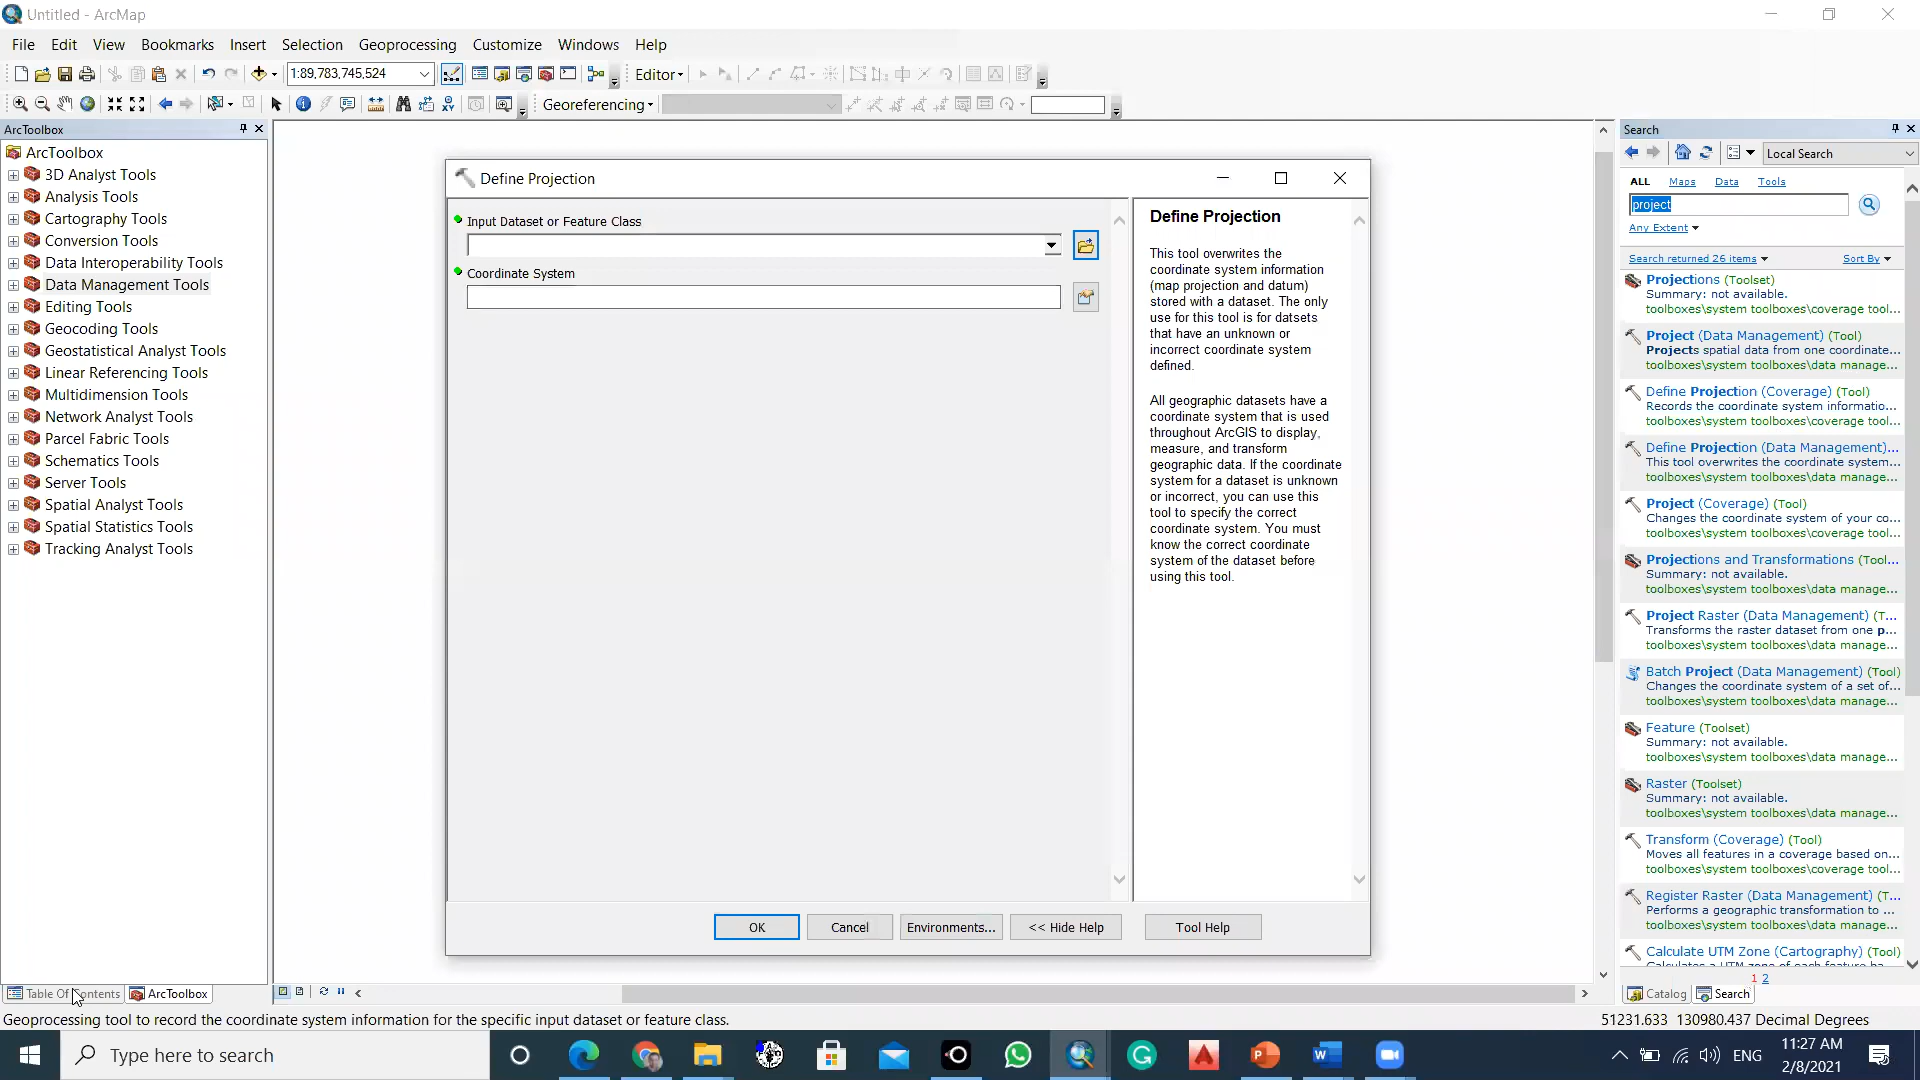 Untitled - ArcMap
File Edit View Bookmarks Insert Selection Geoprocessing Customize Windows Help
1:89,783,745,524
Editor
Georeferencing
ArcToolbox
ArcToolbox
3D Analyst Tools
Analysis Tools
Cartography Tools
Conversion Tools
Data Interoperability Tools
Data Management Tools
Editing Tools
Geocoding Tools
Geostatistical Analyst Tools
Linear Referencing Tools
Multidimension Tools
Network Analyst Tools
Parcel Fabric Tools
Schematics Tools
Server Tools
Spatial Analyst Tools
Spatial Statistics Tools
Tracking Analyst Tools
Table Of Contents
ArcToolbox
Define Projection
Input Dataset or Feature Class
Coordinate System
Define Projection
This tool overwrites the
coordinate system information
(map projection and datum)
stored with a dataset. The only
use for this tool is for datsets
that have an unknown or
incorrect coordinate system
defined.
All geographic datasets have a
coordinate system that is used
throughout ArcGIS to display,
measure, and transform
geographic data. If the coordinate
system for a dataset is unknown
or incorrect, you can use this
tool to specify the correct
coordinate system. You must
know the correct coordinate
system of the dataset before
using this tool.
OK
Cancel
Environments...
<< Hide Help
Tool Help
Search
Local Search
ALL Maps Data Tools
project
Any Extent
Search returned 26 items
Sort By
Projections (Toolset)
Summary: not available.
toolboxes\system toolboxes\coverage tool...
Project (Data Management) (Tool)
Projects spatial data from one coordinate...
toolboxes\system toolboxes\data manage...
Define Projection (Coverage) (Tool)
Records the coordinate system informatio...
toolboxes\system toolboxes\coverage tool...
Define Projection (Data Management)...
This tool overwrites the coordinate system...
toolboxes\system toolboxes\data manage...
Project (Coverage) (Tool)
Changes the coordinate system of your co...
toolboxes\system toolboxes\coverage tool...
Projections and Transformations (Tool...
Summary: not available.
toolboxes\system toolboxes\data manage...
Project Raster (Data Management) (T...
Transforms the raster dataset from one p...
toolboxes\system toolboxes\data manage...
Batch Project (Data Management) (Tool)
Changes the coordinate system of a set of...
toolboxes\system toolboxes\data manage...
Feature (Toolset)
Summary: not available.
toolboxes\system toolboxes\data manage...
Raster (Toolset)
Summary: not available.
toolboxes\system toolboxes\data manage...
Transform (Coverage) (Tool)
Moves all features in a coverage based on...
toolboxes\system toolboxes\coverage tool...
Register Raster (Data Management) (T...
Performs a geographic transformation to ...
toolboxes\system toolboxes\data manage...
Calculate UTM Zone (Cartography) (Tool)
1 2
Catalog
Search
Geoprocessing tool to record the coordinate system information for the specific input dataset or feature class.
51231.633 130980.437 Decimal Degrees
Type here to search
ENG
11:27 AM
2/8/2021